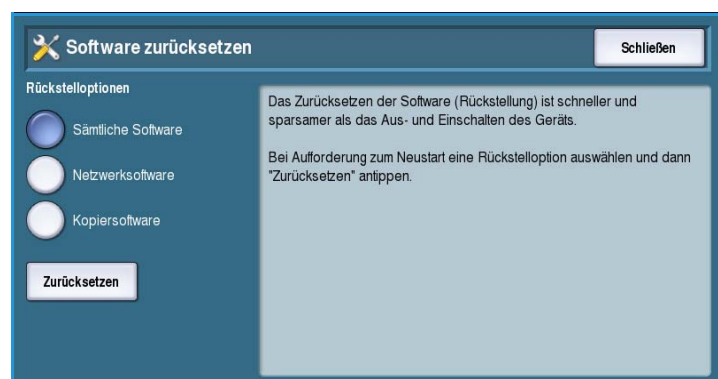 Software zurücksetzen
Schließen
Rückstelloptionen
Sämtliche Software
Netzwerksoftware
Kopiersoftware
Zurücksetzen
Das Zurücksetzen der Software (Rückstellung) ist schneller und
sparsamer als das Aus- und Einschalten des Geräts.
Bei Aufforderung zum Neustart eine Rückstelloption auswählen und dann
"Zurücksetzen" antippen.